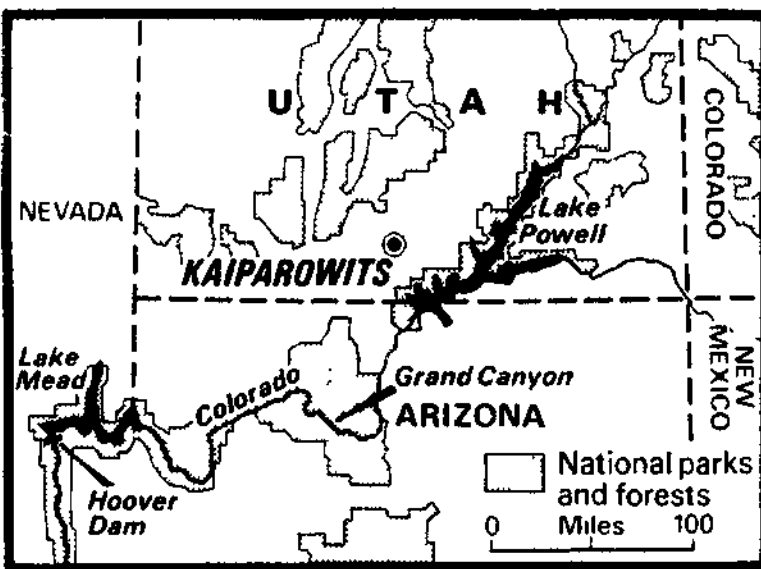 U T A H
COLORADO
NEVADA
Lake
Powell
KAIPAROWITS
Lake
Mead
Colorado
Grand Canyon
ARIZONA
NEW
MEXICO
Hoover
Dam
National parks
and forests
0 Miles 100